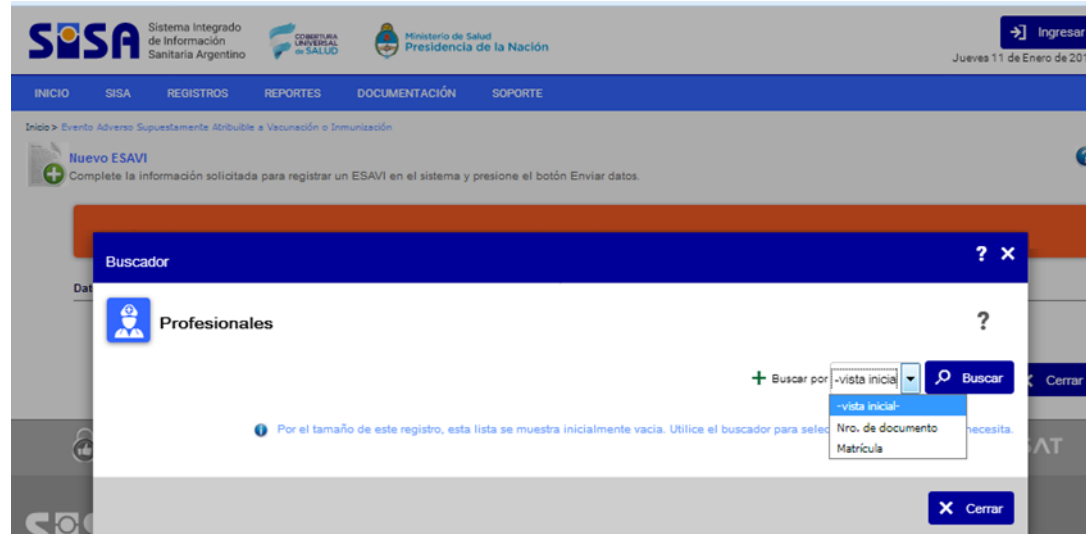 SISA
Sistema Integrado
de Información
Sanitaria Argentino
COBERTURA
UNIVERSAL
de SALUD
Ministerio de Salud
Presidencia de la Nación
Ingresar
Jueves 11 de Enero de 201
INICIO SISA REGISTROS REPORTES DOCUMENTACIÓN SOPORTE
Inicio > Evento Adverso Supuestamente Atribuible a Vacunación o Inmunización
Nuevo ESAVI
Complete la información solicitada para registrar un ESAVI en el sistema y presione el botón Enviar datos.
Buscador ? ×
Dat
Profesionales ?
+ Buscar por -vista inicial Buscar
Cerrar
-vista inicial-
Por el tamaño de este registro, esta lista se muestra inicialmente vacia. Utilice el buscador para selec Nro. de documento necesita.
Matrícula
SAT
Cerrar